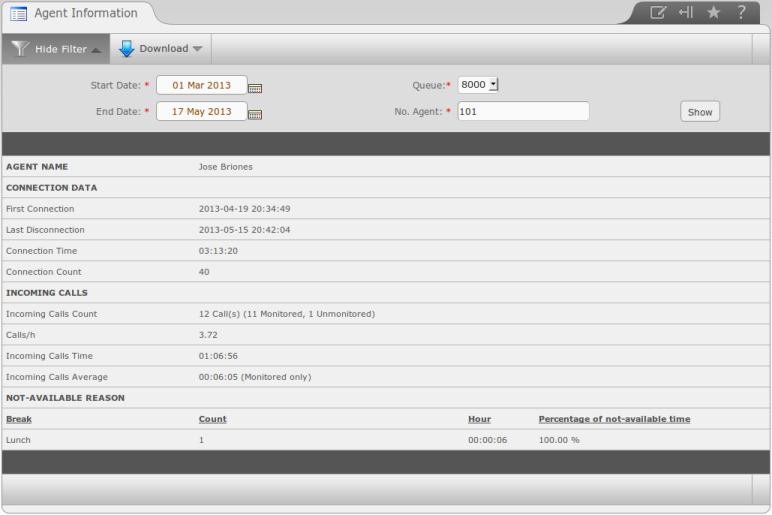 Agent Information
?
Hide Filter Download
Start Date: * 01 Mar 2013 Queue:* 8000
End Date: * 17 May 2013 No. Agent: * 101 Show
AGENT NAME Jose Briones
CONNECTION DATA
First Connection 2013-04-19 20:34:49
Last Disconnection 2013-05-15 20:42:04
Connection Time 03:13:20
Connection Count 40
INCOMING CALLS
Incoming Calls Count 12 Call(s) (11 Monitored, 1 Unmonitored)
Calls/h 3.72
Incoming Calls Time 01:06:56
Incoming Calls Average 00:06:05 (Monitored only)
NOT-AVAILABLE REASON
Break Count Hour Percentage of not-available time
Lunch 1 00:00:06 100.00 %